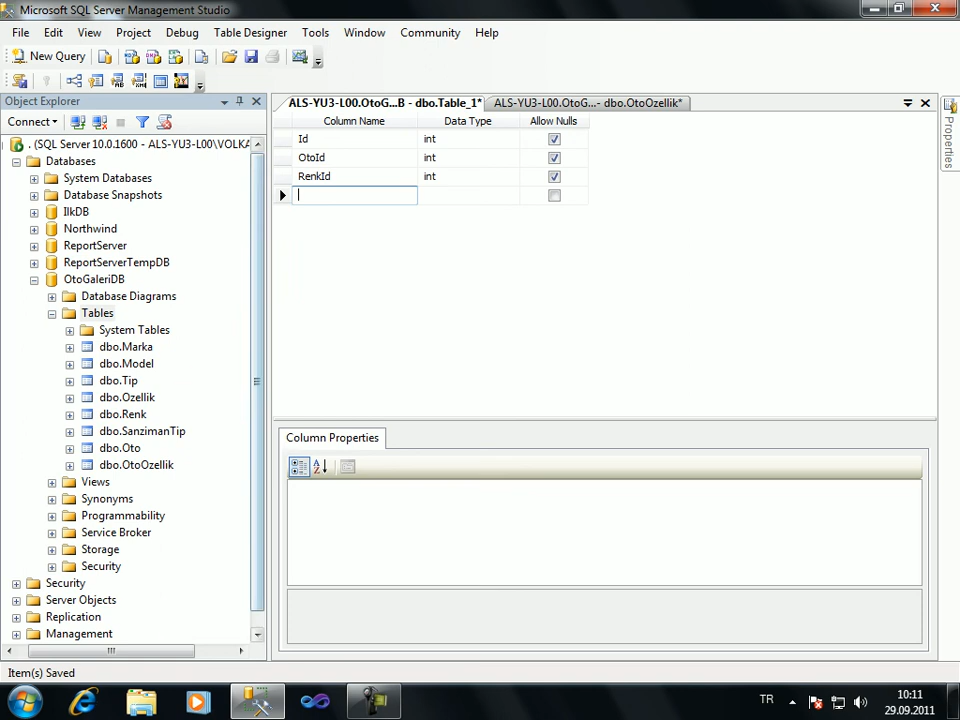 Microsoft SQL Server Management Studio
File Edit View Project Debug Table Designer Tools Window Community Help
New Query
Object Explorer
ALS-YU3-L00.OtoG...B - dbo.Table_1*
ALS-YU3-L00.OtoG...- dbo.OtoOzellik*
Connect
Column Name Data Type Allow Nulls
. (SQL Server 10.0.1600 - ALS-YU3-L00\VOLKA
Id int
OtoId int
RenkId int
Databases
System Databases
Database Snapshots
IlkDB
Northwind
ReportServer
ReportServerTempDB
OtoGaleriDB
Database Diagrams
Tables
System Tables
dbo.Marka
dbo.Model
dbo.Tip
dbo.Ozellik
dbo.Renk
dbo.SanzimanTip
dbo.Oto
dbo.OtoOzellik
Views
Synonyms
Programmability
Service Broker
Storage
Security
Security
Server Objects
Replication
Management
Column Properties
Properties
Item(s) Saved
TR
10:11
29.09.2011